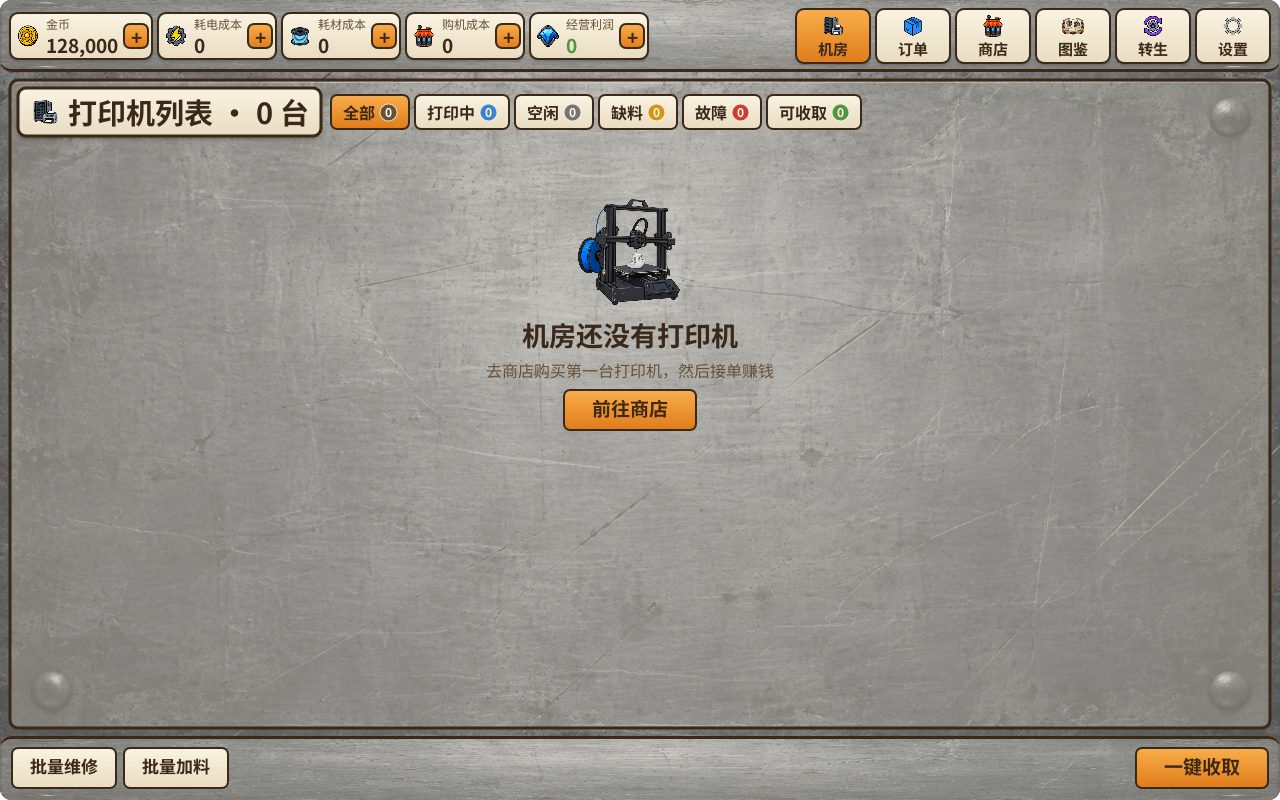 金币
128,000 +
耗电成本
0 +
耗材成本
0 +
购机成本
0 +
经营利润
0 +
机房
订单
商店
图鉴
转生
设置
打印机列表 · 0 台
全部 0
打印中 0
空闲 0
缺料 0
故障 0
可收取 0
机房还没有打印机
去商店购买第一台打印机，然后接单赚钱
前往商店
批量维修
批量加料
一键收取